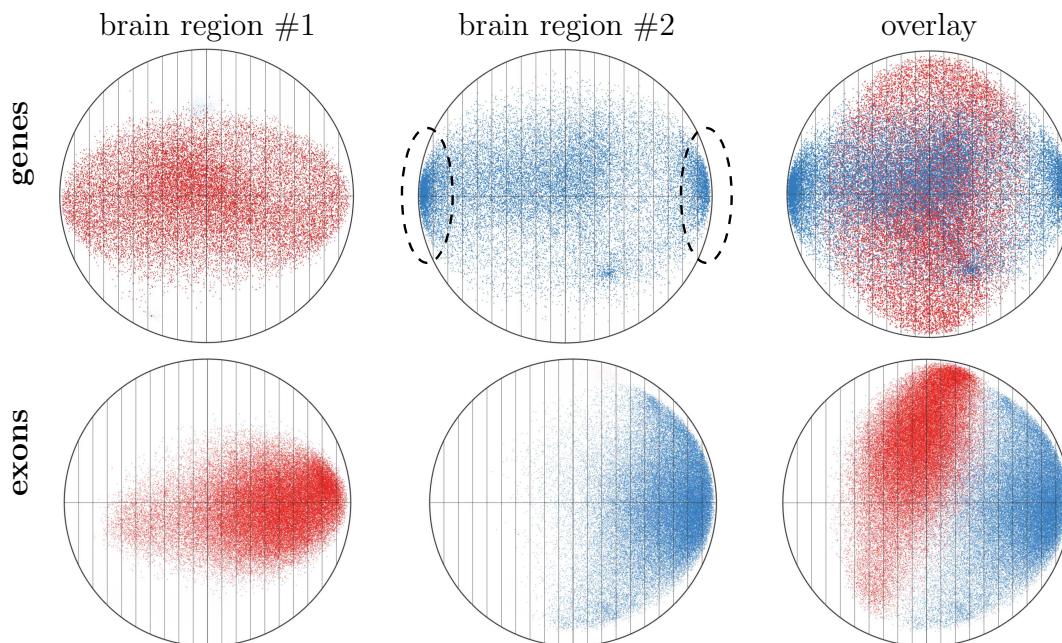 brain region #1
brain region #2
overlay
genes
exons